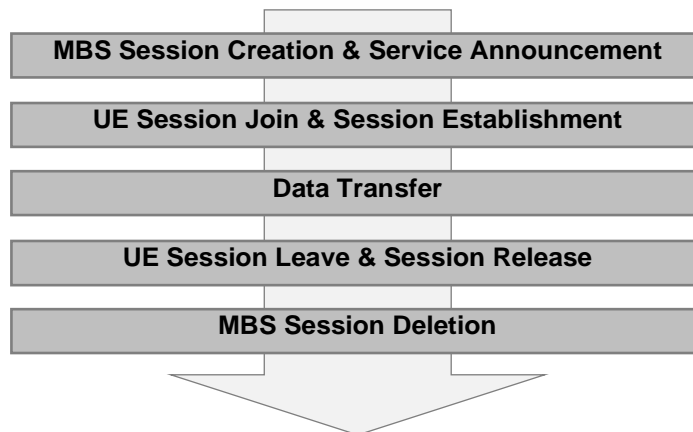 MBS Session Creation & Service Announcement
UE Session Join & Session Establishment
Data Transfer
UE Session Leave & Session Release
MBS Session Deletion